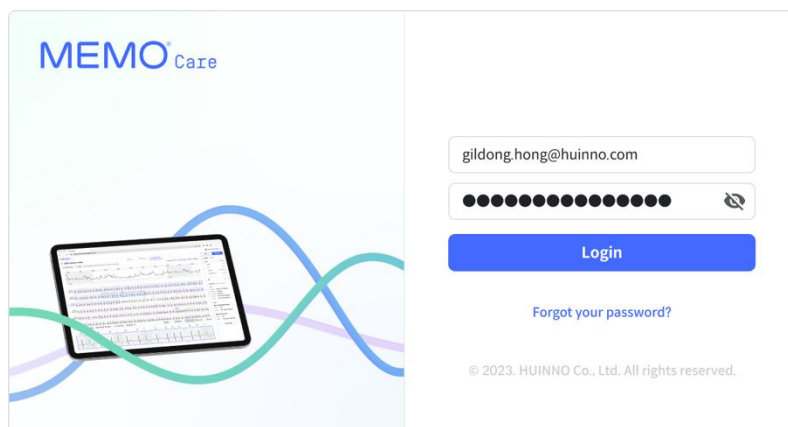 MEMO® Care
gildong.hong@huinno.com
●●●●●●●●●●●●●●●
Login
Forgot your password?
© 2023. HUINNO Co., Ltd. All rights reserved.